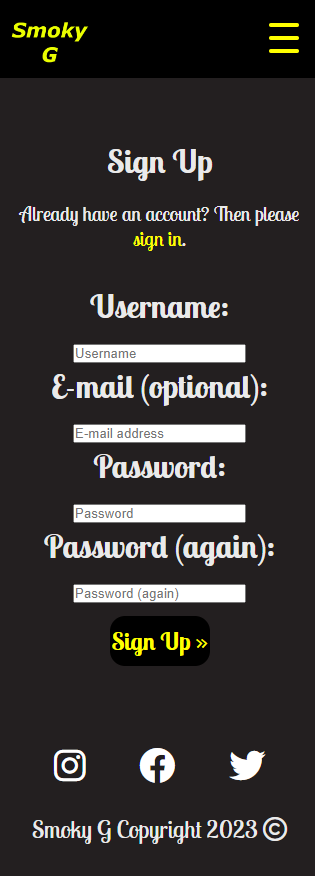 Smoky
G
Sign Up
Already have an account? Then please
sign in.
Username:
Username
E-mail (optional):
E-mail address
Password:
Password
Password (again):
Password (again)
Sign Up »
Smoky G Copyright 2023 ©